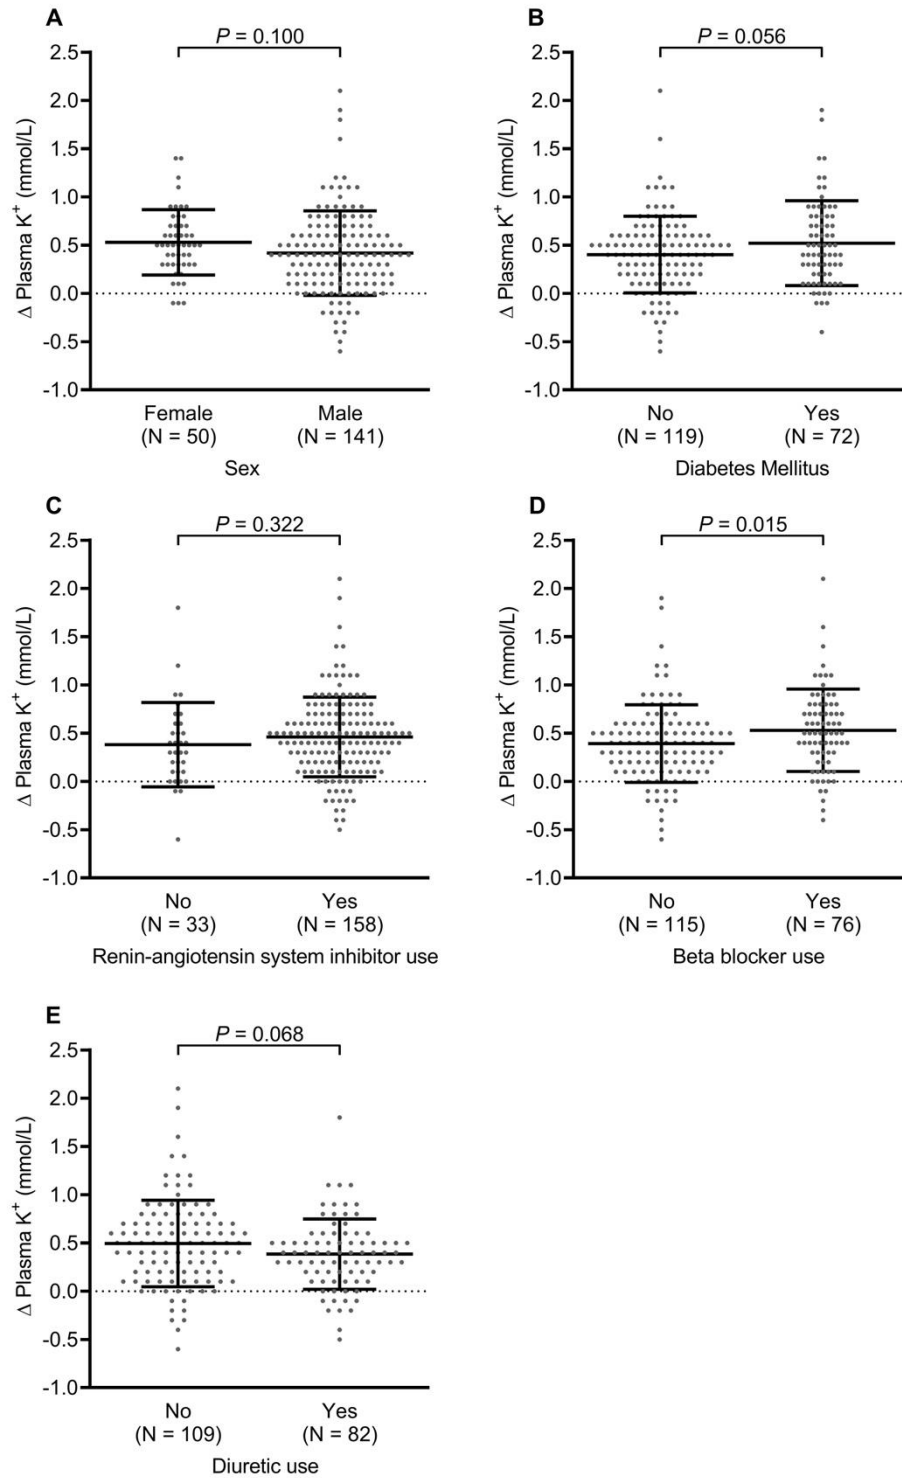 A
P = 0.100
2.5
2.0
1.5
1.0
0.5
0.0
-0.5
-1.0
Δ Plasma K⁺ (mmol/L)
Female
(N = 50)
Male
(N = 141)
Sex
B
P = 0.056
2.5
2.0
1.5
1.0
0.5
0.0
-0.5
-1.0
Δ Plasma K⁺ (mmol/L)
No
(N = 119)
Yes
(N = 72)
Diabetes Mellitus
C
P = 0.322
2.5
2.0
1.5
1.0
0.5
0.0
-0.5
-1.0
Δ Plasma K⁺ (mmol/L)
No
(N = 33)
Yes
(N = 158)
Renin-angiotensin system inhibitor use
D
P = 0.015
2.5
2.0
1.5
1.0
0.5
0.0
-0.5
-1.0
Δ Plasma K⁺ (mmol/L)
No
(N = 115)
Yes
(N = 76)
Beta blocker use
E
P = 0.068
2.5
2.0
1.5
1.0
0.5
0.0
-0.5
-1.0
Δ Plasma K⁺ (mmol/L)
No
(N = 109)
Yes
(N = 82)
Diuretic use